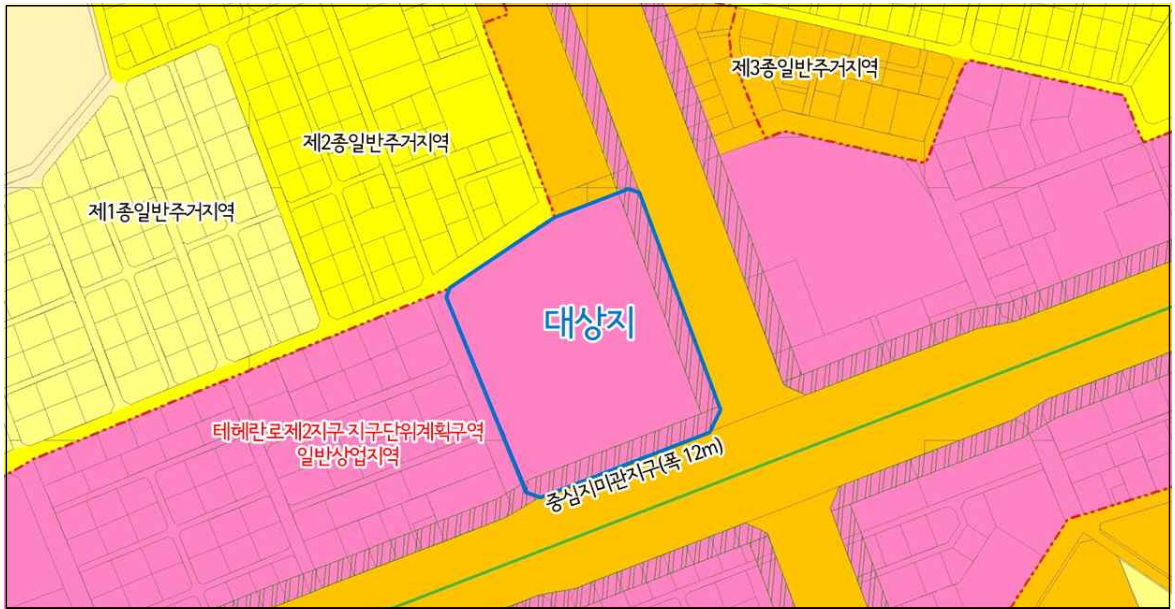 제3종일반주거지역
제2종일반주거지역
제1종일반주거지역
대상지
테헤란로제2지구 지구단위계획구역
일반상업지역
중심지미관지구(폭 12m)